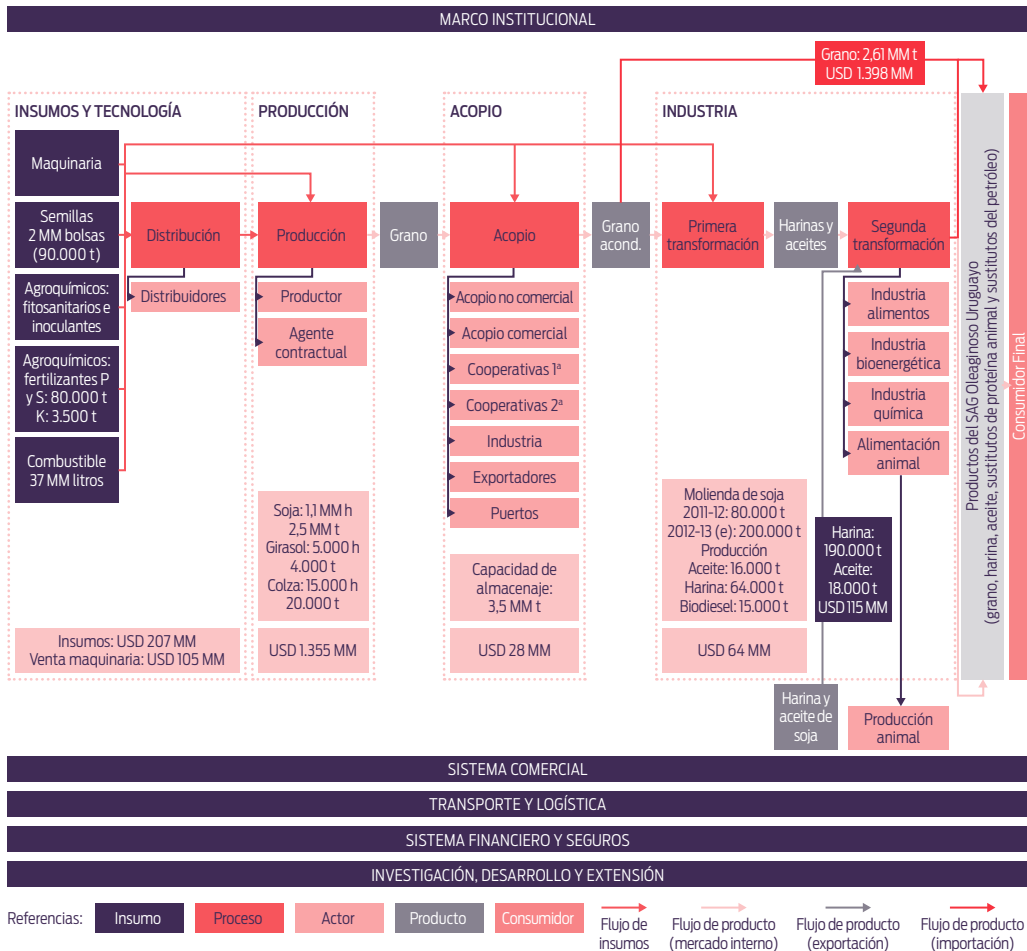 MARCO INSTITUCIONAL
Grano: 2,61 MM t
USD 1.398 MM
INSUMOS Y TECNOLOGÍA
PRODUCCIÓN
ACOPIO
INDUSTRIA
Maquinaria
Semillas
2 MM bolsas
(90.000 t)
Agroquímicos:
fitosanitarios e
inoculantes
Agroquímicos:
fertilizantes P
y S: 80.000 t
K: 3.500 t
Combustible
37 MM litros
Distribución
Distribuidores
Insumos: USD 207 MM
Venta maquinaria: USD 105 MM
Producción
Productor
Agente
contractual
Soja: 1,1 MM h
2,5 MM t
Girasol: 5.000 h
4.000 t
Colza: 15.000 h
20.000 t
USD 1.355 MM
Grano
Acopio
Acopio no comercial
Acopio comercial
Cooperativas 1ª
Cooperativas 2ª
Industria
Exportadores
Puertos
Capacidad de
almacenaje:
3,5 MM t
USD 28 MM
Grano
acond.
Primera
transformación
Molienda de soja
2011-12: 80.000 t
2012-13 (e): 200.000 t
Producción
Aceite: 16.000 t
Harina: 64.000 t
Biodiesel: 15.000 t
USD 64 MM
Harinas y
aceites
Segunda
transformación
Industria
alimentos
Industria
bioenergética
Industria
química
Alimentación
animal
Harina:
190.000 t
Aceite:
18.000 t
USD 115 MM
Harina y
aceite de
soja
Producción
animal
Productos del SAG Oleaginoso Uruguayo
(grano, harina, aceite, sustitutos de proteína animal y sustitutos del petróleo)
Consumidor Final
SISTEMA COMERCIAL
TRANSPORTE Y LOGÍSTICA
SISTEMA FINANCIERO Y SEGUROS
INVESTIGACIÓN, DESARROLLO Y EXTENSIÓN
Referencias:
Insumo
Proceso
Actor
Producto
Consumidor
Flujo de
insumos
Flujo de producto
(mercado interno)
Flujo de producto
(exportación)
Flujo de producto
(importación)